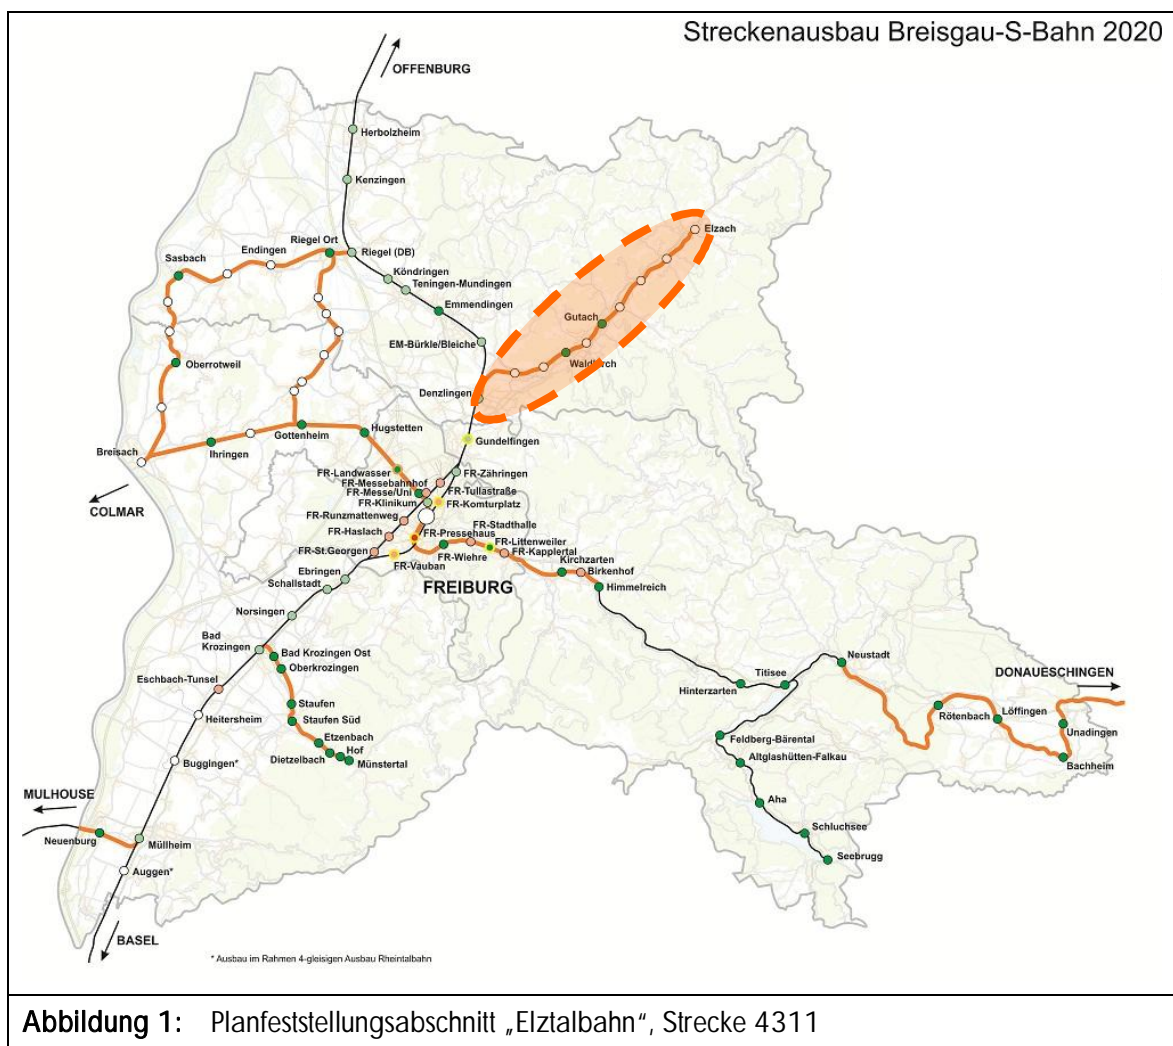 Streckenausbau Breisgau-S-Bahn 2020
OFFENBURG
Herbolzheim
Kenzingen
Elzach
Riegel Ort
Endingen
Riegel (DB)
Sasbach
Köndringen
Teningen-Mundingen
Emmendingen
Gutach
EM-Bürkle/Bleiche
Oberrotweil
Waldkirch
Denzlingen
Hugstetten
Gundelfingen
Gottenheim
Breisach
Ihringen
FR-Landwasser
FR-Zähringen
FR-Messebahnhof
FR-Messe/Uni
FR-Tullastraße
FR-Klinikum
FR-Komturplatz
COLMAR
FR-Runzmattenweg
FR-Stadthalle
FR-Haslach
FR-Pressehaus
FR-Littenweiler
FR-St.Georgen
FR-Wiehre
FR-Kapplertal
Kirchzarten
FR-Vauban
Birkenhof
Ebringen
Schallstadt
FREIBURG
Himmelreich
Norsingen
Bad
Krozingen
Bad Krozingen Ost
Oberkrozingen
Neustadt
Titisee
DONAUESCHINGEN
Eschbach-Tunsel
Hinterzarten
Staufen
Rötenbach
Löffingen
Heitersheim
Staufen Süd
Unadingen
Etzenbach
Feldberg-Bärental
Hof
Dietzelbach
Münstertal
Buggingen*
Altglashütten-Falkau
Bachheim
MULHOUSE
Aha
Neuenburg
Müllheim
Schluchsee
Seebrugg
Auggen*
BASEL
* Ausbau im Rahmen 4-gleisigen Ausbau Rheintalbahn
Abbildung 1: Planfeststellungsabschnitt „Elztalbahn“, Strecke 4311